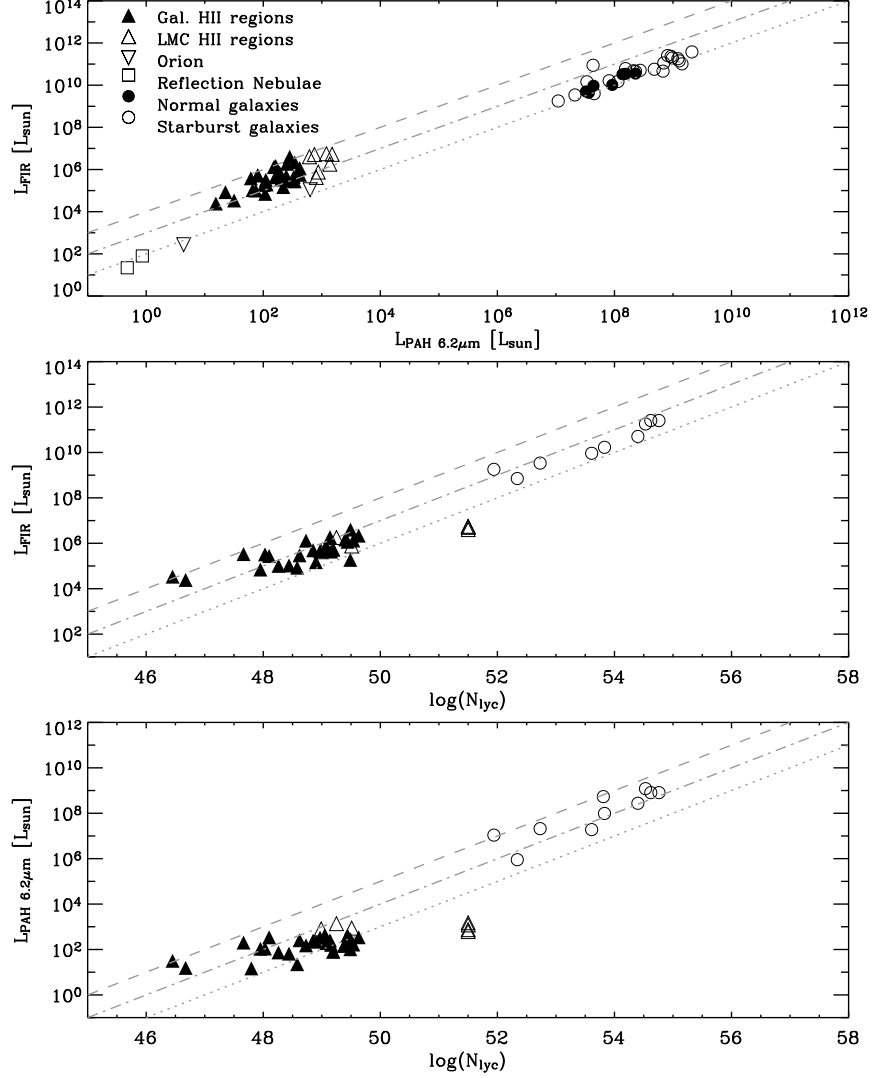 Gal. HII regions
LMC HII regions
Orion
Reflection Nebulae
Normal galaxies
Starburst galaxies
L_FIR [L_sun]
10^14
10^12
10^10
10^8
10^6
10^4
10^2
10^0
10^0 10^2 10^4 10^6 10^8 10^10 10^12
L_PAH 6.2μm [L_sun]
L_FIR [L_sun]
10^14
10^12
10^10
10^8
10^6
10^4
10^2
46 48 50 52 54 56 58
log(N_lyc)
L_PAH 6.2μm [L_sun]
10^12
10^10
10^8
10^6
10^4
10^2
10^0
46 48 50 52 54 56 58
log(N_lyc)